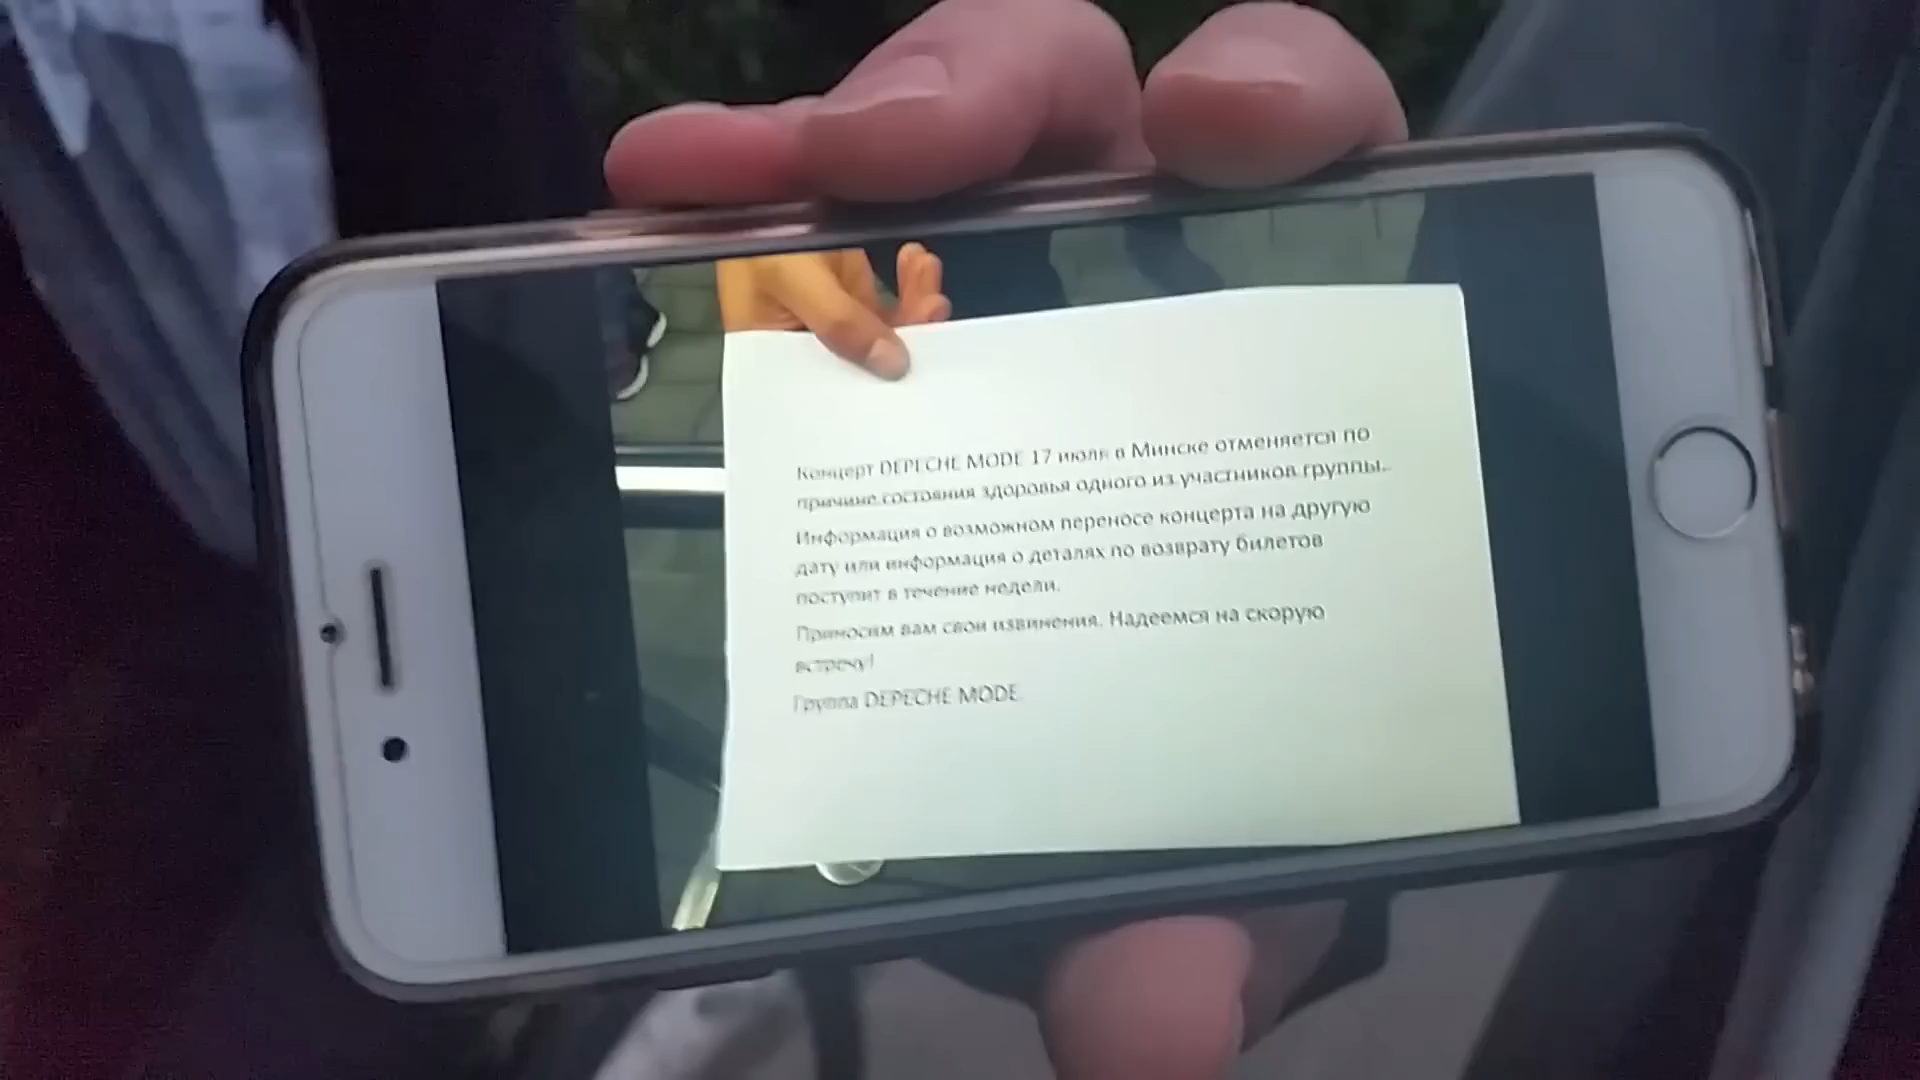 Концерт DEPECHE MODE 17 июля в Минске отменяется по
причине состояния здоровья одного из участников группы.
Информация о возможном переносе концерта на другую
дату или информация о деталях по возврату билетов
поступит в течение недели.
Приносим вам свои извинения. Надеемся на скорую
встречу!
Группа DEPECHE MODE